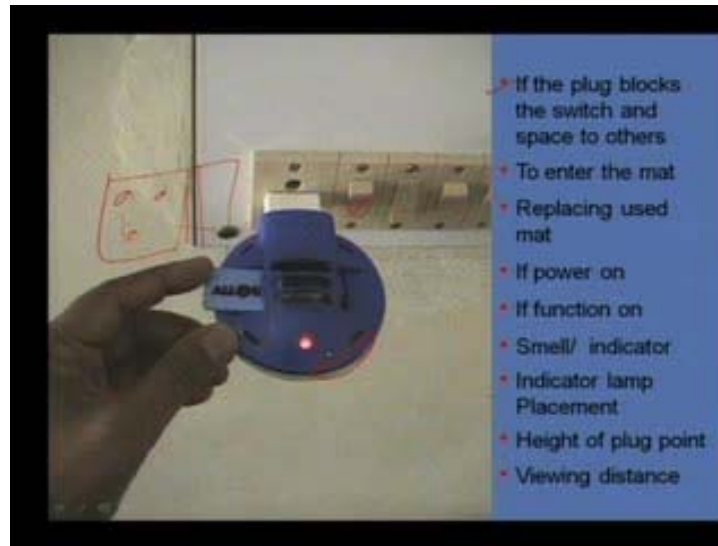 If the plug blocks
the switch and
space to others
To enter the mat
Replacing used
mat
If power on
If function on
Smell/ indicator
Indicator lamp
Placement
Height of plug point
Viewing distance